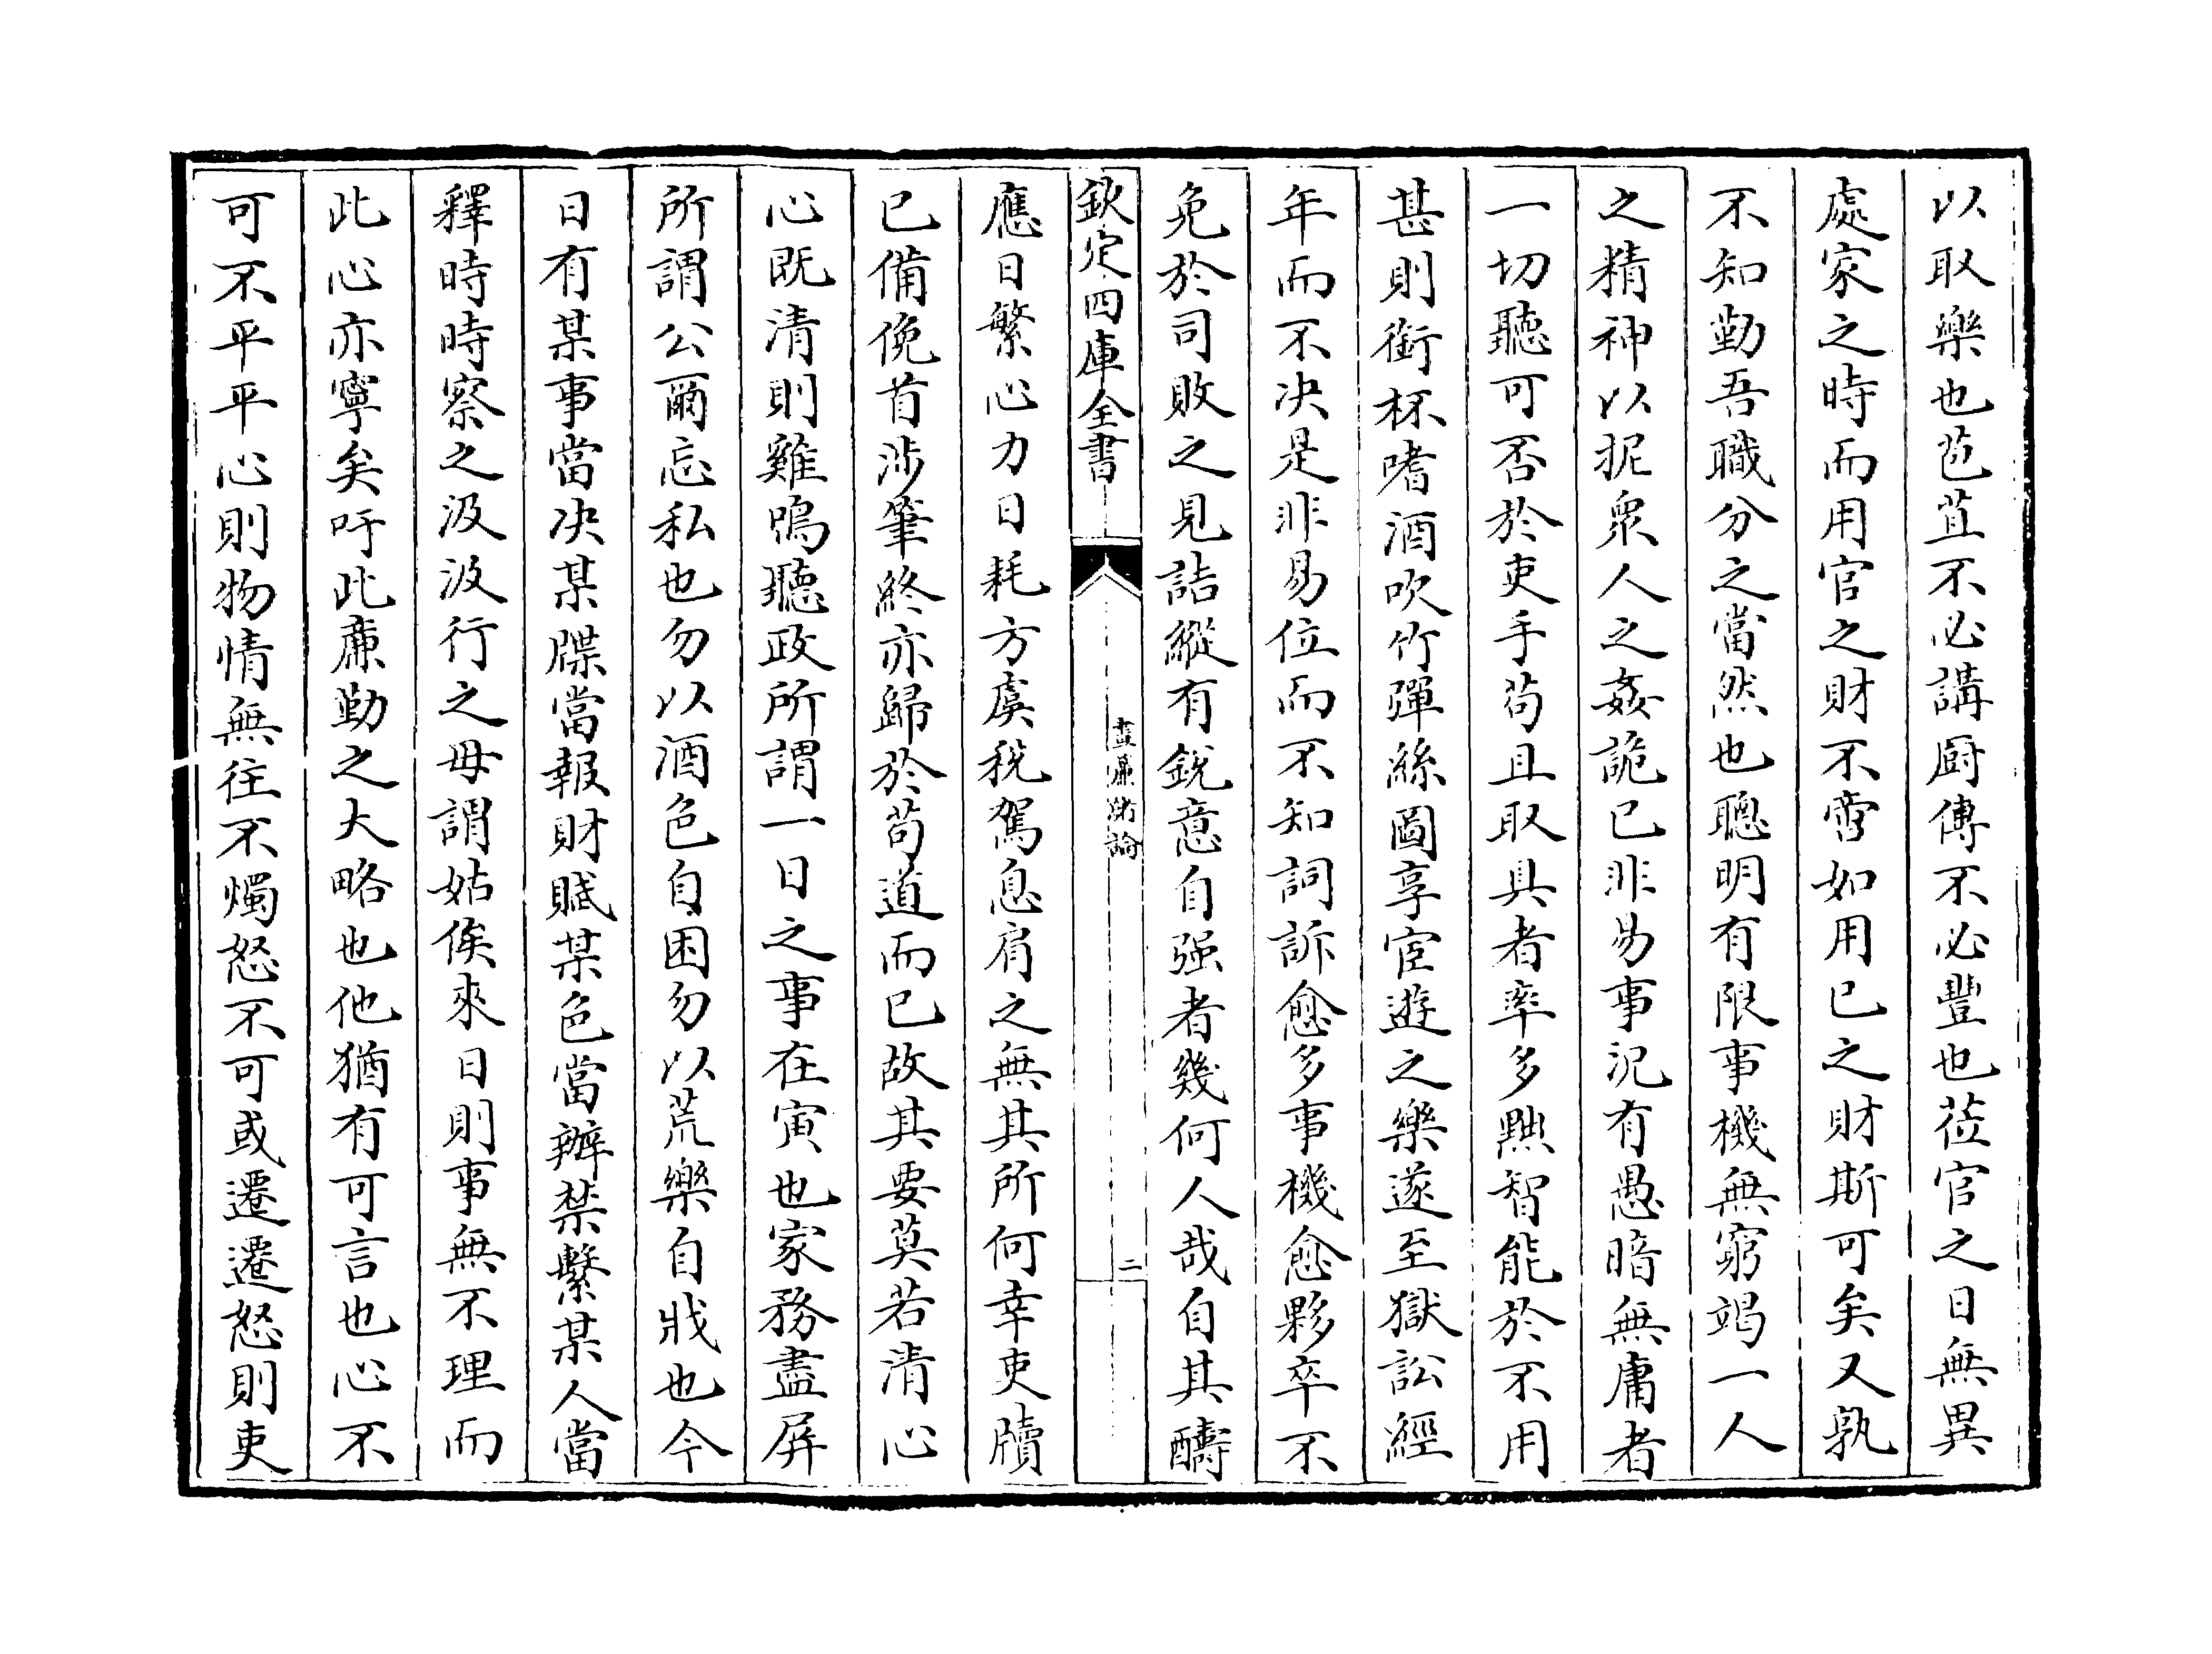 以取樂也苞苴不必講厨傳不必豐也莅官之日無異
處家之時而用官之財不啻如用已之財斯可矣又孰
不知勤吾職分之當然也聰明有限事機無窮竭一人
之精神以扼衆人之姦詭已非易事况有愚暗無庸者
一切聽可否於吏手苟且取具者率多黠智能於不用
甚則銜杯嗜酒吹竹彈絲圖享宦遊之樂遂至獄訟經
年而不决是非易位而不知詞訴愈多事機愈夥卒不
免於司敗之見詰縱有銳意自强者幾何人哉自其醻
欽定四庫全書
晝簾緒論
二
應日繁心力日耗方虞稅駕息肩之無其所何幸吏牘
已備俛首涉筆終亦歸於苟道而已故其要莫若清心
心既清則雞鳴聽政所謂一日之事在寅也家務盡屏
所謂公爾忘私也勿以酒色自困勿以荒樂自戕也今
日有某事當决某牒當報財賦某色當辦禁繫某人當
釋時時察之汲汲行之毋謂姑俟來日則事無不理而
此心亦寧矣吁此廉勤之大略也他猶有可言也心不
可不平平心則物情無往不燭怒不可或遷遷怒則吏